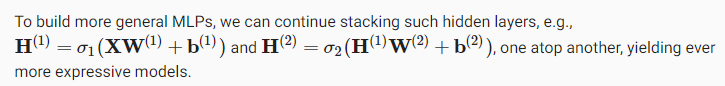 To build more general MLPs, we can continue stacking such hidden layers, e.g.,
𝐇⁽¹⁾ = σ₁(𝐗𝐖⁽¹⁾ + 𝐛⁽¹⁾) and 𝐇⁽²⁾ = σ₂(𝐇⁽¹⁾𝐖⁽²⁾ + 𝐛⁽²⁾), one atop another, yielding ever
more expressive models.